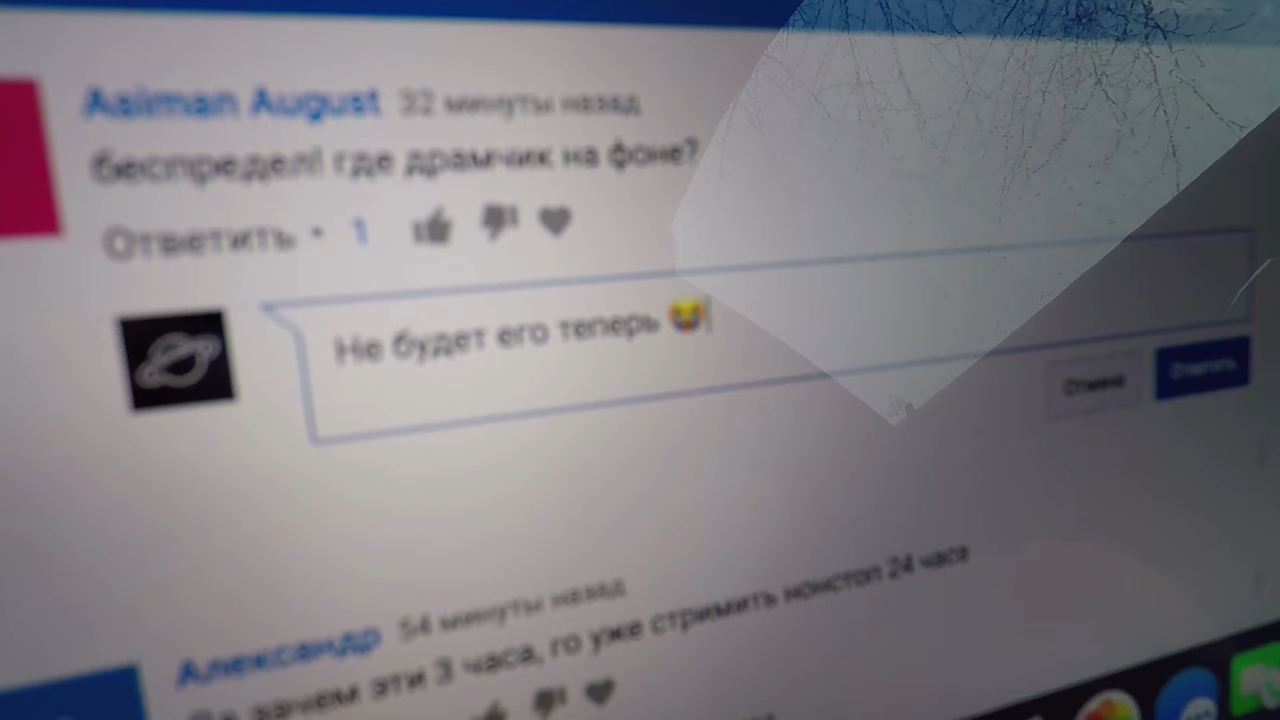 Asiman August 32 минуты назад
беспредел! где драмчик на фоне?
Ответить • 1
Не будет его теперь 😭
Отмена Ответить
Александр 54 минуты назад
зачем эти 3 часа, го уже стримить нонстоп 24 часа